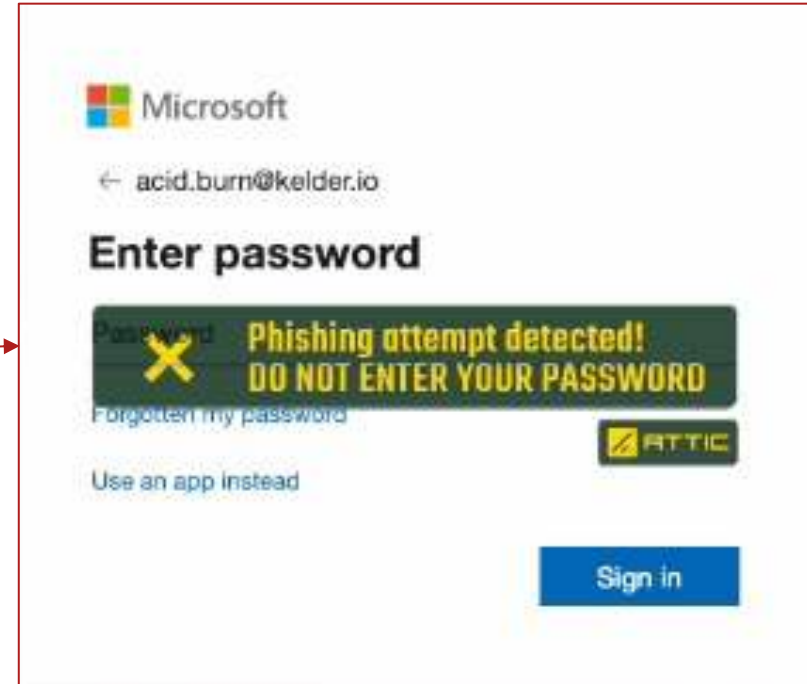 Microsoft
← acid.burn@kelder.io
Enter password
Password
Phishing attempt detected!
DO NOT ENTER YOUR PASSWORD
Forgotten my password
ATTIC
Use an app instead
Sign in